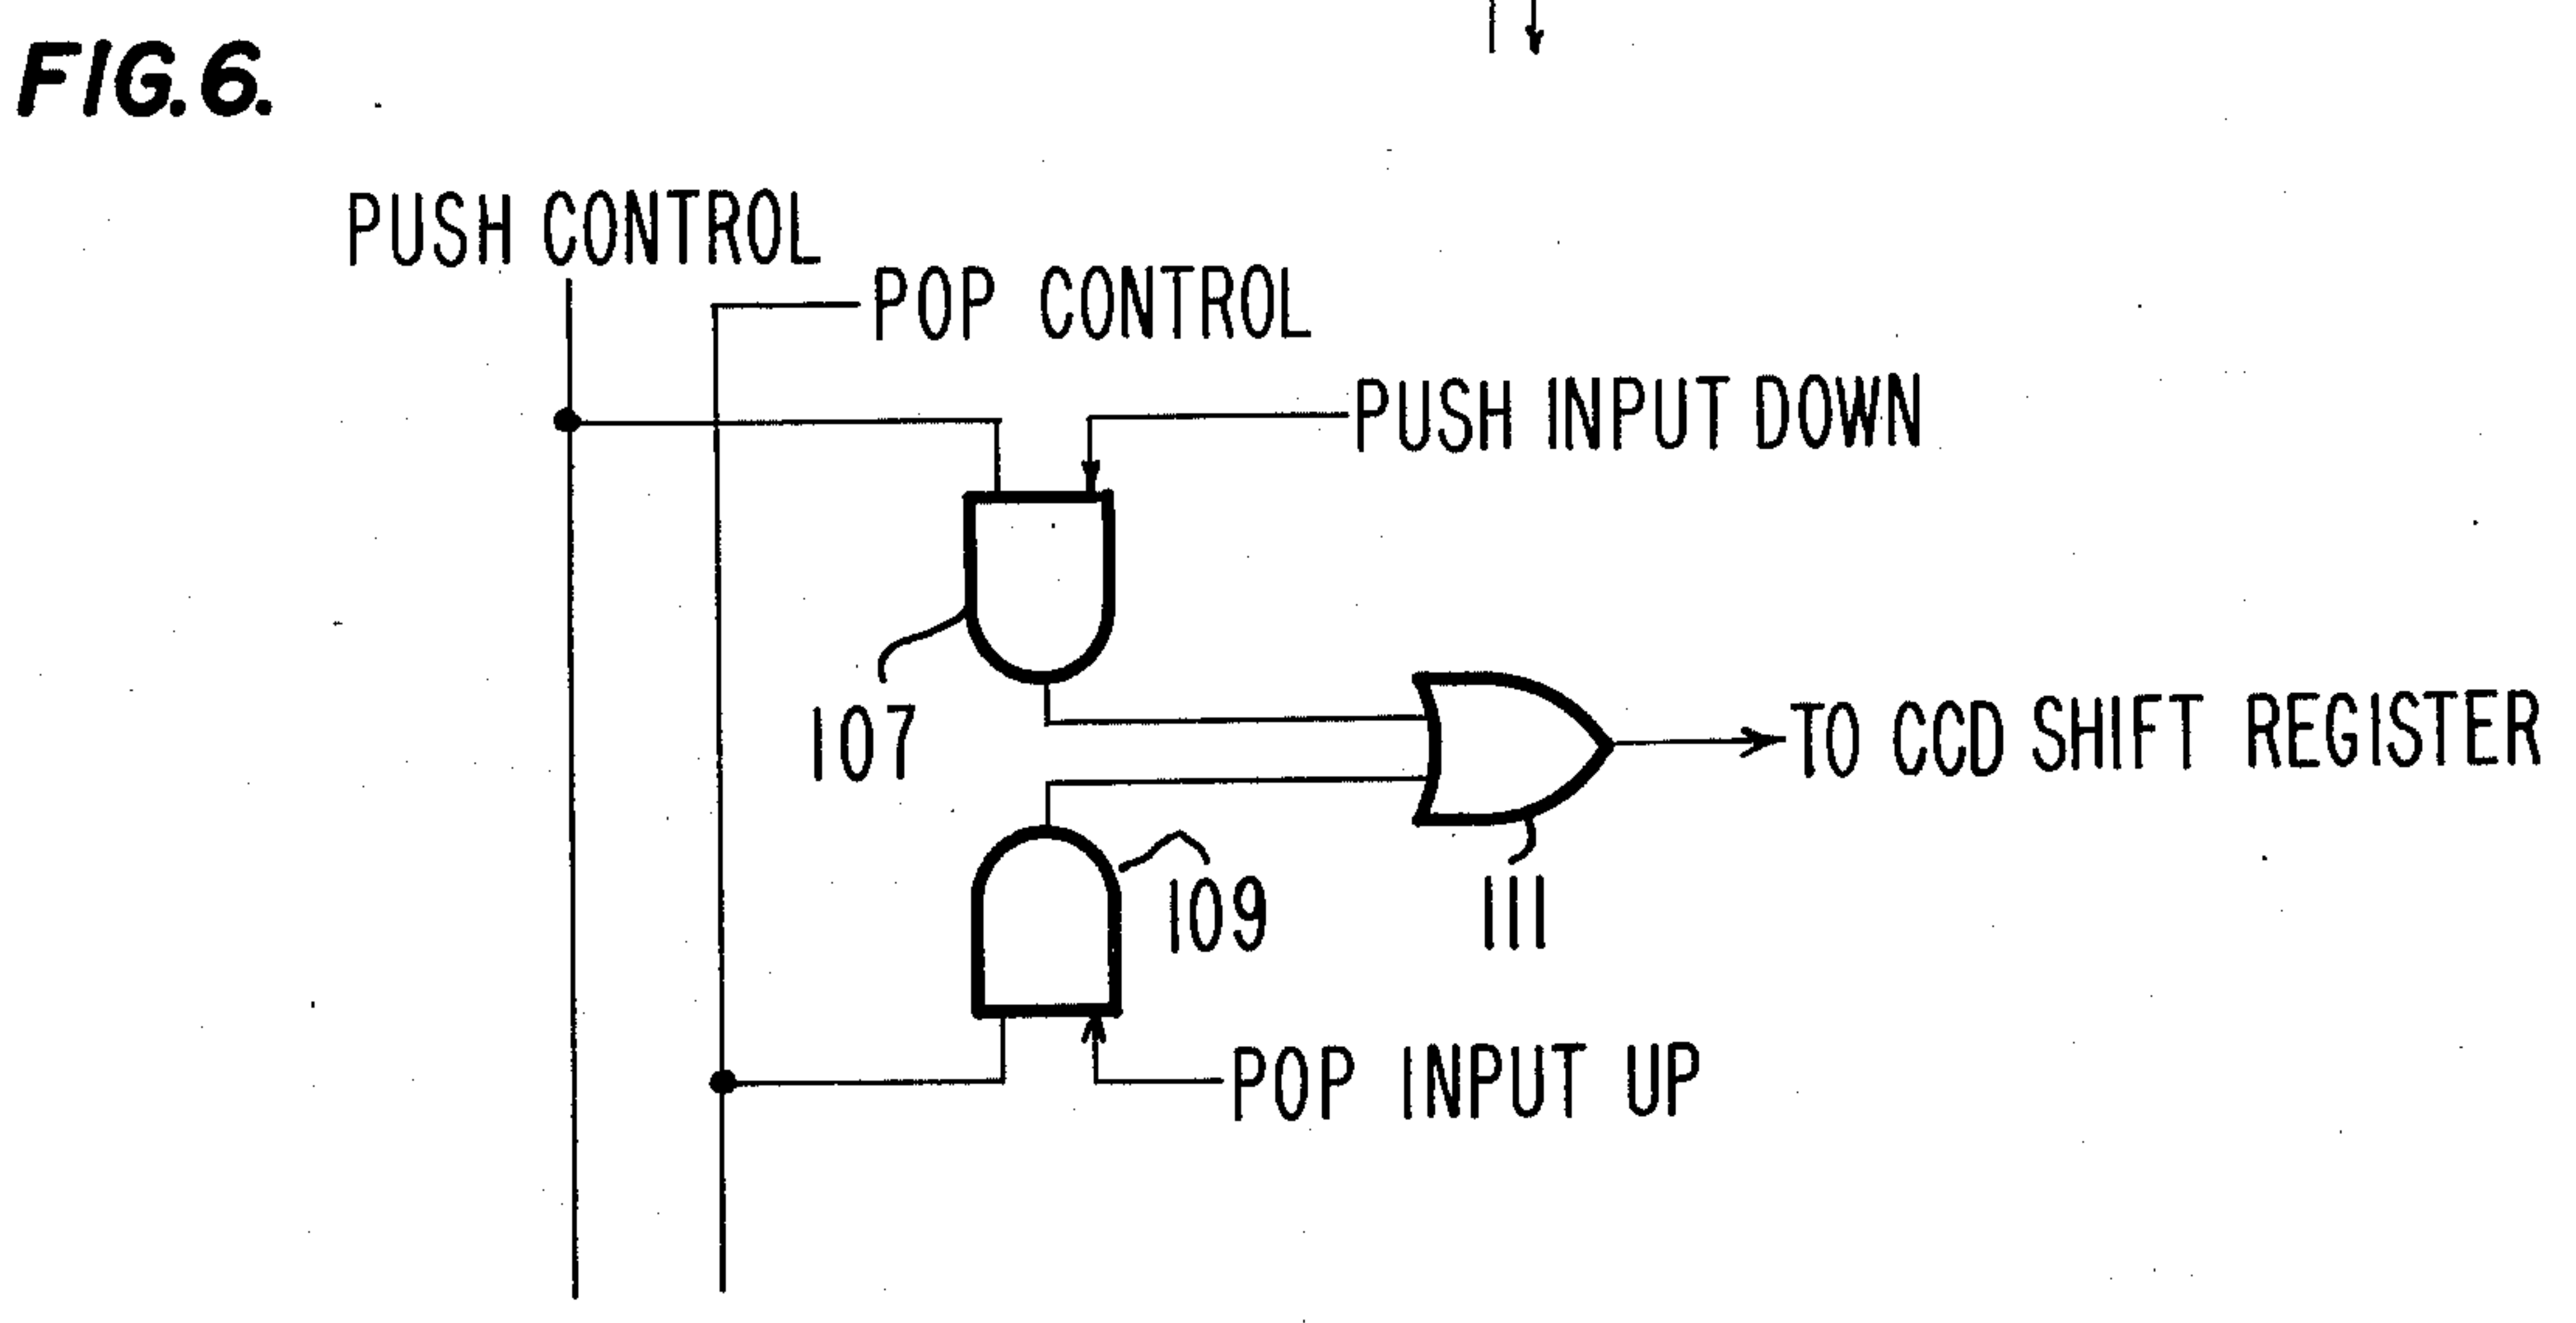 FIG.6.
PUSH CONTROL
POP CONTROL
PUSH INPUT DOWN
107
TO CCD SHIFT REGISTER
109
111
POP INPUT UP